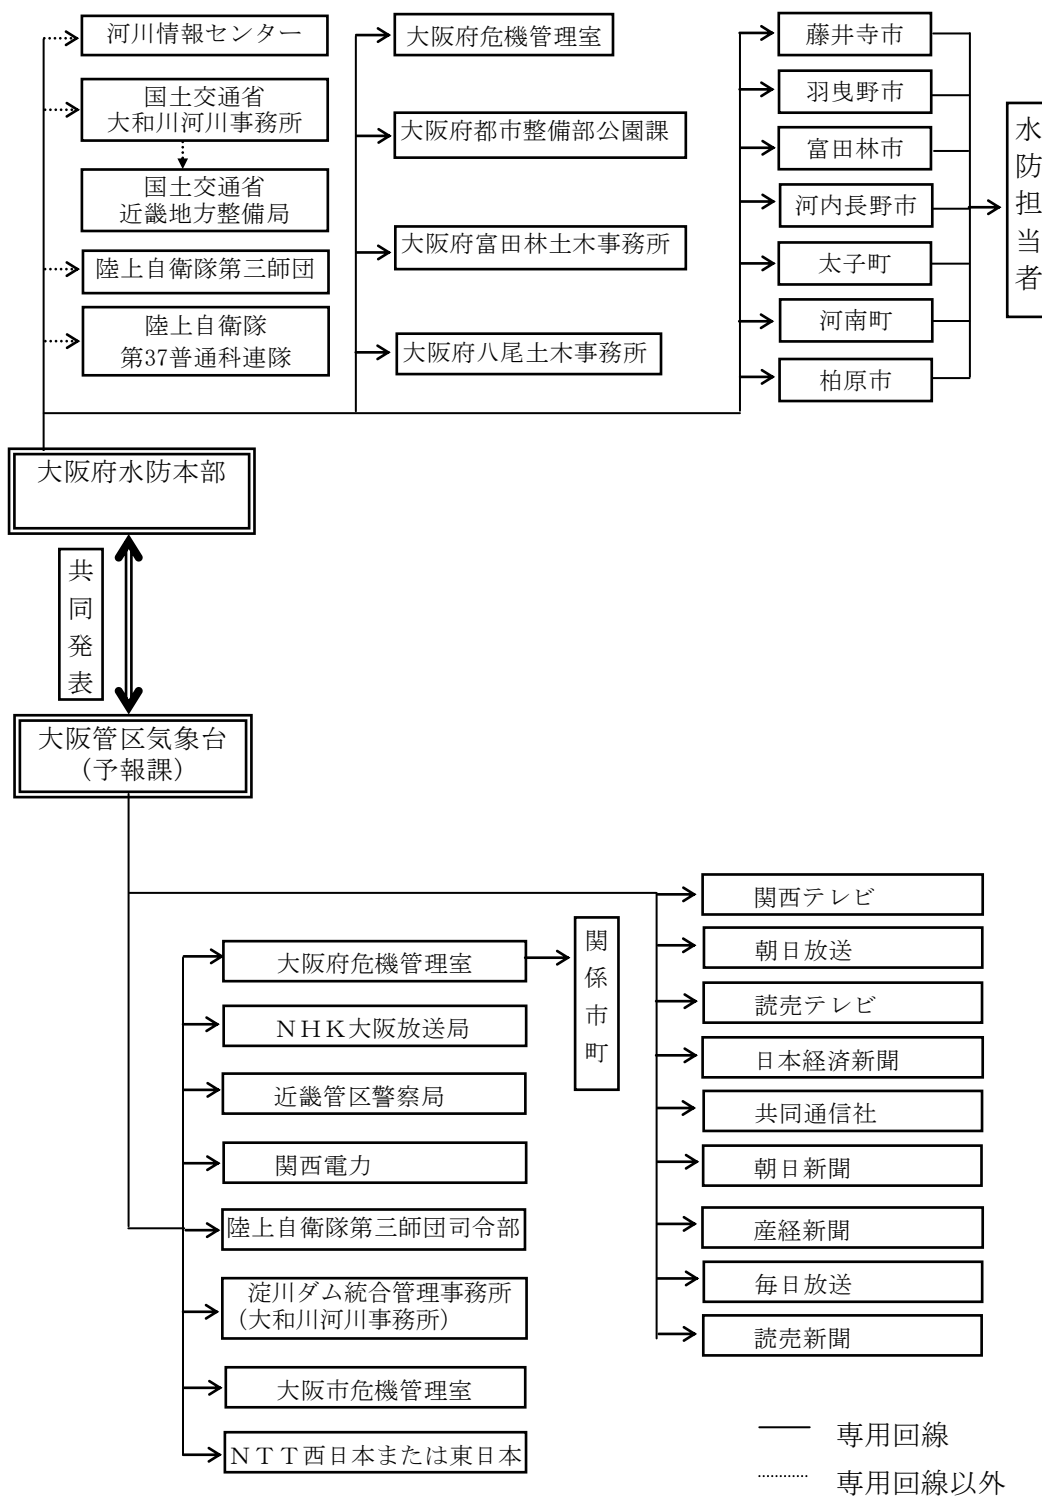 河川情報センター
国土交通省
大和川河川事務所
国土交通省
近畿地方整備局
陸上自衛隊第三師団
陸上自衛隊
第37普通科連隊
大阪府危機管理室
大阪府都市整備部公園課
大阪府富田林土木事務所
大阪府八尾土木事務所
藤井寺市
羽曳野市
富田林市
河内長野市
太子町
河南町
柏原市
水防担当者
大阪府水防本部
共同発表
大阪管区気象台
（予報課）
大阪府危機管理室
ＮＨＫ大阪放送局
近畿管区警察局
関西電力
陸上自衛隊第三師団司令部
淀川ダム統合管理事務所
（大和川河川事務所）
大阪市危機管理室
ＮＴＴ西日本または東日本
関係市町
関西テレビ
朝日放送
読売テレビ
日本経済新聞
共同通信社
朝日新聞
産経新聞
毎日放送
読売新聞
専用回線
専用回線以外